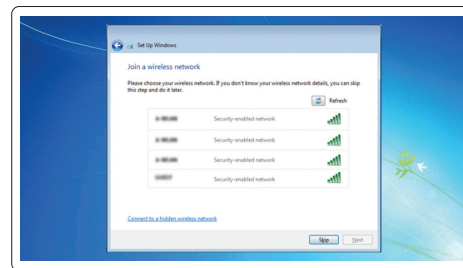 Set Up Windows
Join a wireless network
Please choose your wireless network. If you don't know your wireless network details, you can skip
this step and do it later.
Refresh
Security-enabled network
Security-enabled network
Security-enabled network
Security-enabled network
Connect to a hidden wireless network
Skip Next